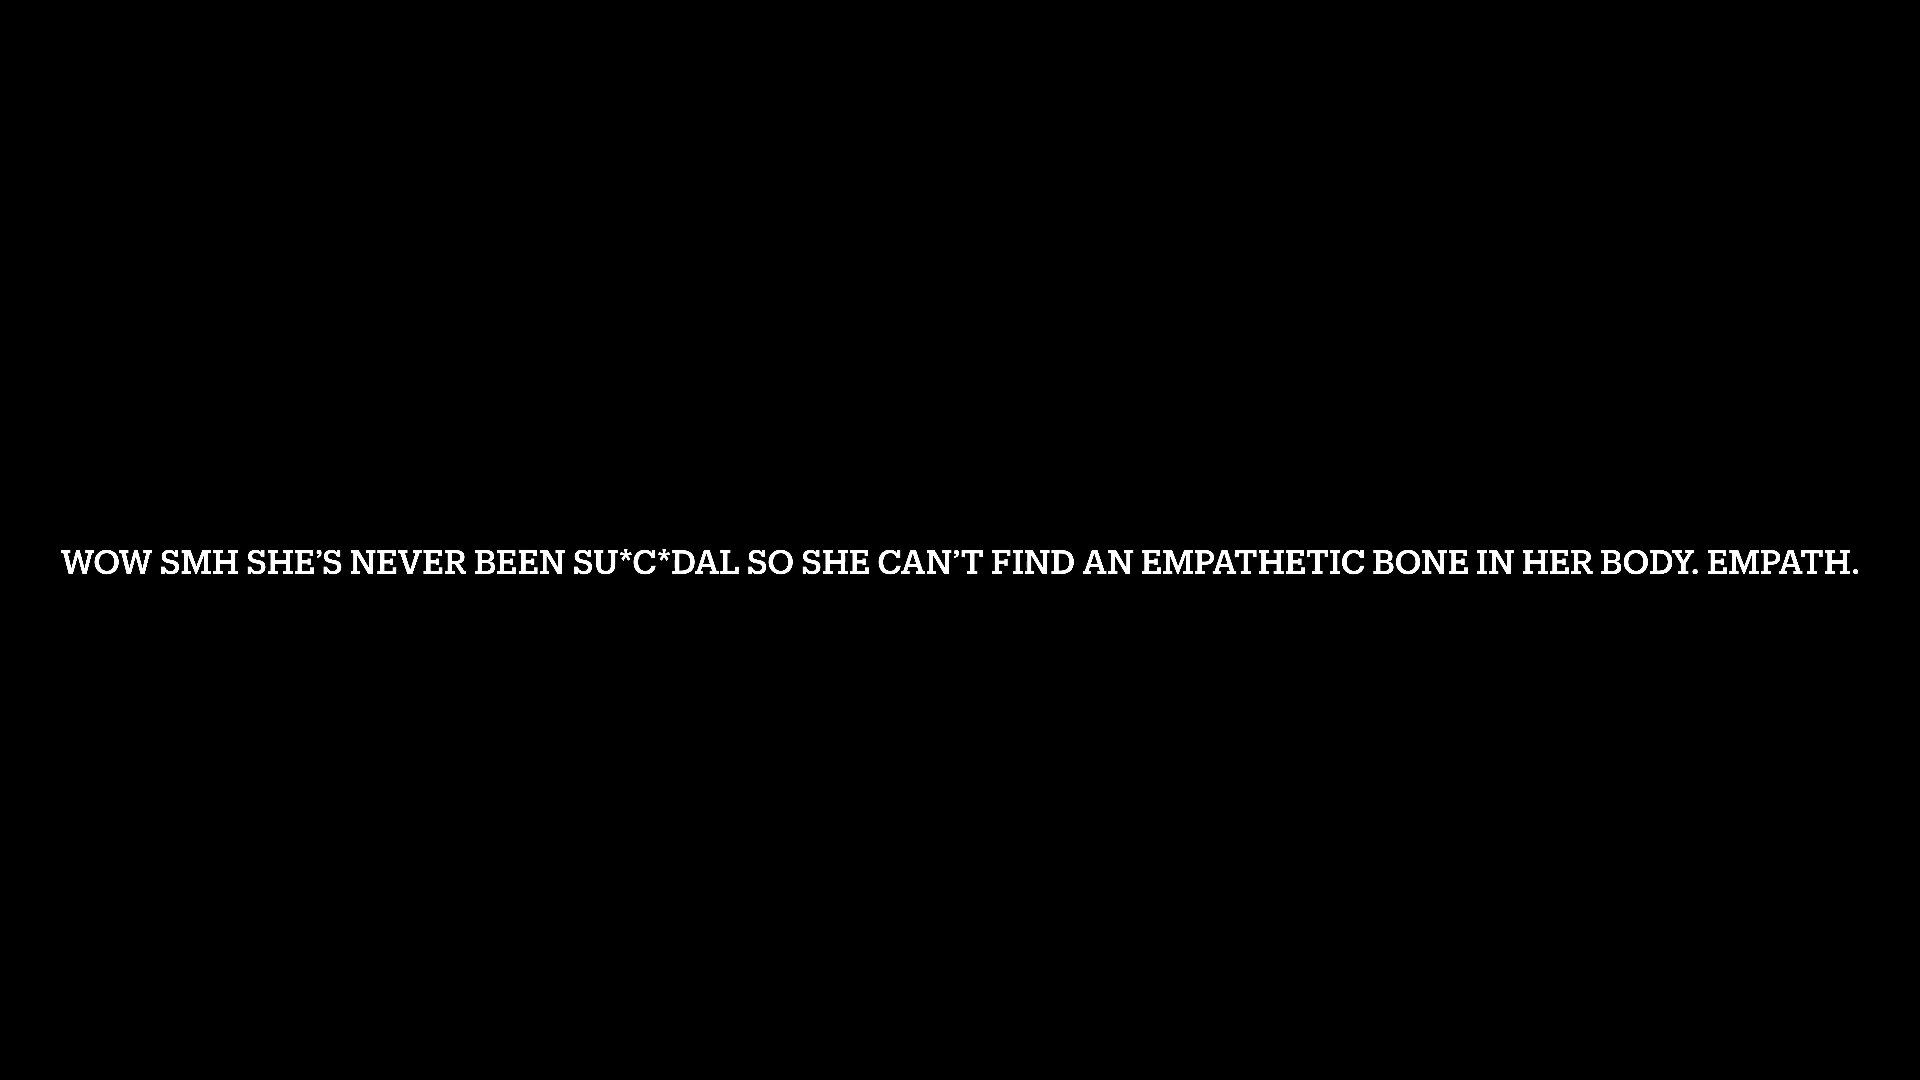 WOW SMH SHE’S NEVER BEEN SU*C*DAL SO SHE CAN’T FIND AN EMPATHETIC BONE IN HER BODY. EMPATH.